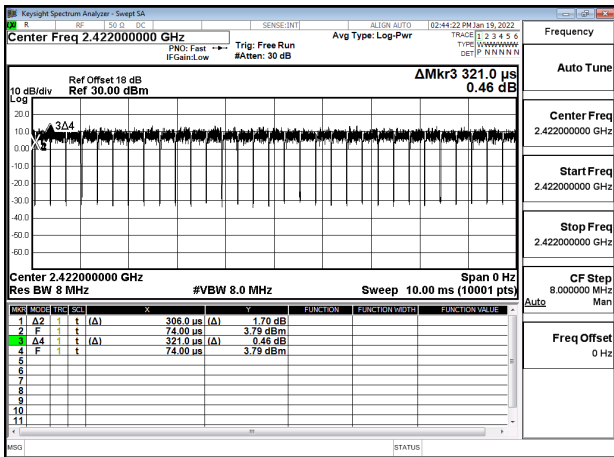 Keysight Spectrum Analyzer - Swept SA
R RF 50 Ω DC SENSE:INT ALIGN AUTO 02:44:22 PM Jan 19, 2022
Center Freq 2.422000000 GHz
PNO: Fast
IFGain:Low
Trig: Free Run
#Atten: 30 dB
Avg Type: Log-Pwr
TRACE 1 2 3 4 5 6
TYPE WWWWWW
DET P NNNNN
Frequency
Ref Offset 18 dB
10 dB/div Ref 30.00 dBm
Log
ΔMkr3 321.0 µs
0.46 dB
20.0
10.0
0.00
-10.0
-20.0
-30.0
-40.0
-50.0
-60.0
3Δ4
Center 2.422000000 GHz Span 0 Hz
Res BW 8 MHz #VBW 8.0 MHz Sweep 10.00 ms (10001 pts)
MKR MODE TRC SCL X Y FUNCTION FUNCTION WIDTH FUNCTION VALUE
1 Δ2 1 t (Δ) 306.0 µs (Δ) 1.70 dB
2 F 1 t 74.00 µs 3.79 dBm
3 Δ4 1 t (Δ) 321.0 µs (Δ) 0.46 dB
4 F 1 t 74.00 µs 3.79 dBm
5
6
7
8
9
10
11
MSG STATUS
Auto Tune
Center Freq
2.422000000 GHz
Start Freq
2.422000000 GHz
Stop Freq
2.422000000 GHz
CF Step
8.000000 MHz
Auto Man
Freq Offset
0 Hz